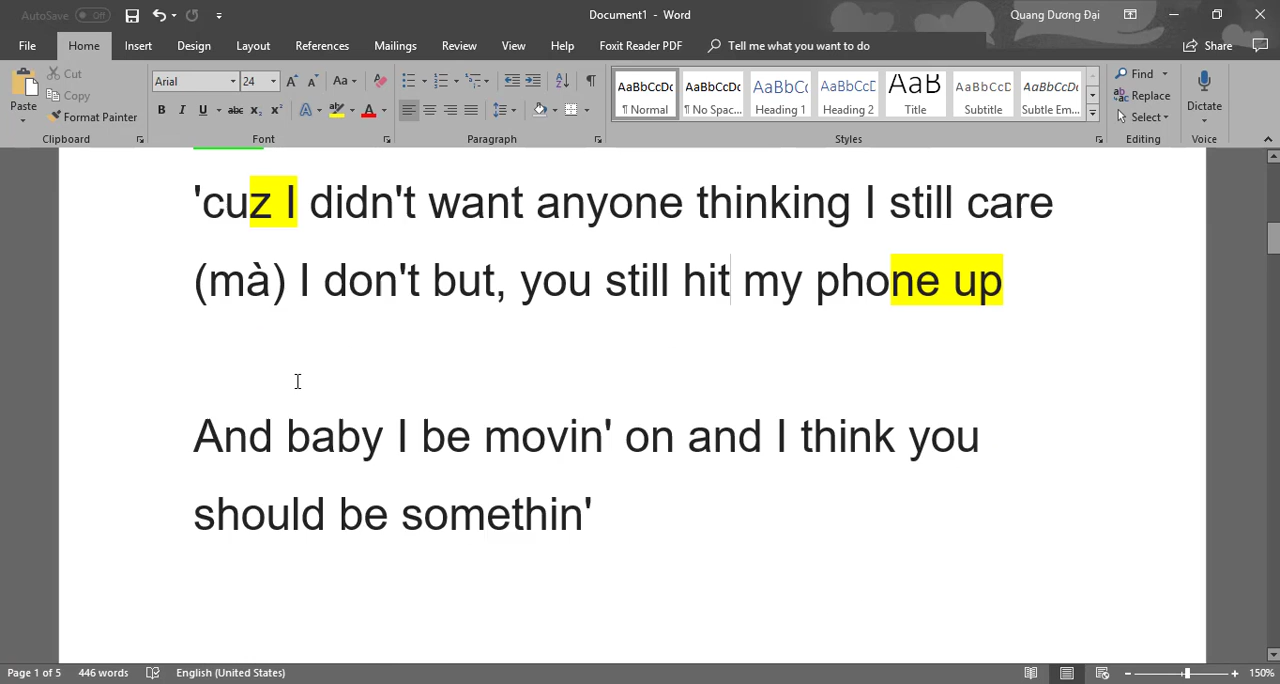 AutoSave Off Document1 - Word Quang Dương Đại
File Home Insert Design Layout References Mailings Review View Help Foxit Reader PDF Tell me what you want to do Share
Paste Cut Copy Format Painter
Clipboard
Arial 24
Font
Paragraph
AaBbCcDc AaBbCcDc AaBbCc AaBbCcD AaBb AaBbCcD AaBbCcD
¶ Normal ¶ No Spac... Heading 1 Heading 2 Title Subtitle Subtle Em...
Styles
Find
Replace
Select
Editing
Dictate
Voice
'cuz I didn't want anyone thinking I still care
(mà) I don't but, you still hit my phone up
And baby I be movin' on and I think you
should be somethin'
Page 1 of 5 446 words English (United States) 150%